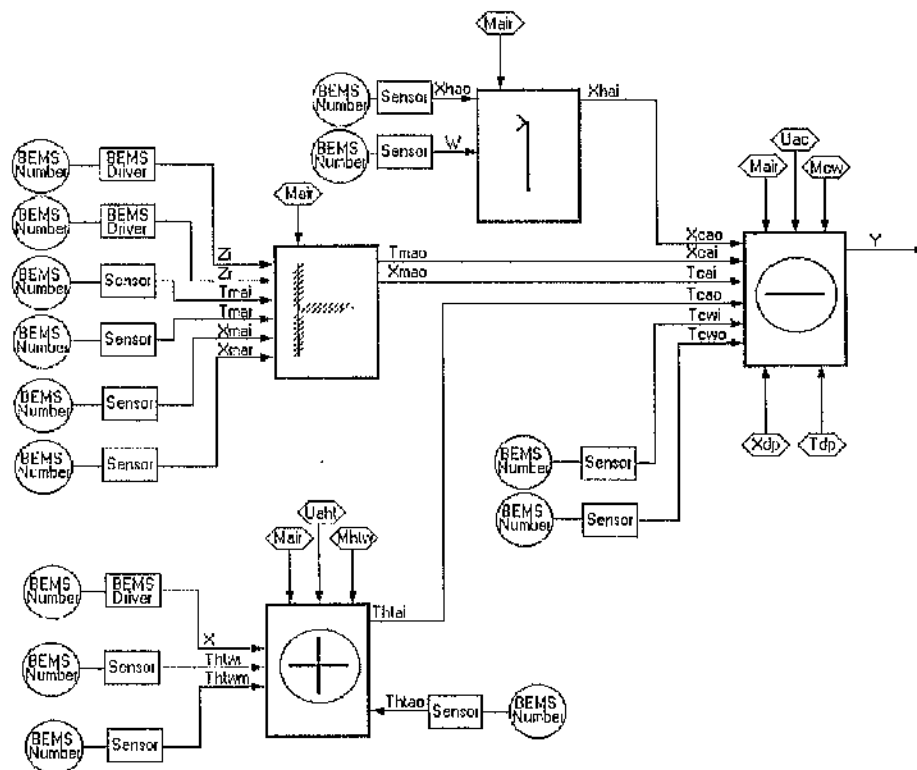 Mair
BEMS
Number
Sensor
Xhao
Xhai
BEMS
Number
Sensor
W
BEMS
Number
BEMS
Driver
BEMS
Number
BEMS
Driver
BEMS
Number
Sensor
BEMS
Number
Sensor
BEMS
Number
Sensor
BEMS
Number
Sensor
Mair
Zi
Zr
Tmai
Tmar
Xmai
Xmar
Tmao
Xmao
Uac
Mair
Mcw
Xcao
Xcai
Tcai
Tcao
Tcwi
Tcwo
Y
Xdp
Tdp
BEMS
Number
Sensor
BEMS
Number
Sensor
Uaht
Mair
Mhtw
BEMS
Number
BEMS
Driver
X
BEMS
Number
Sensor
Thtwi
BEMS
Number
Sensor
Thtwm
Thtai
Thtao
Sensor
BEMS
Number